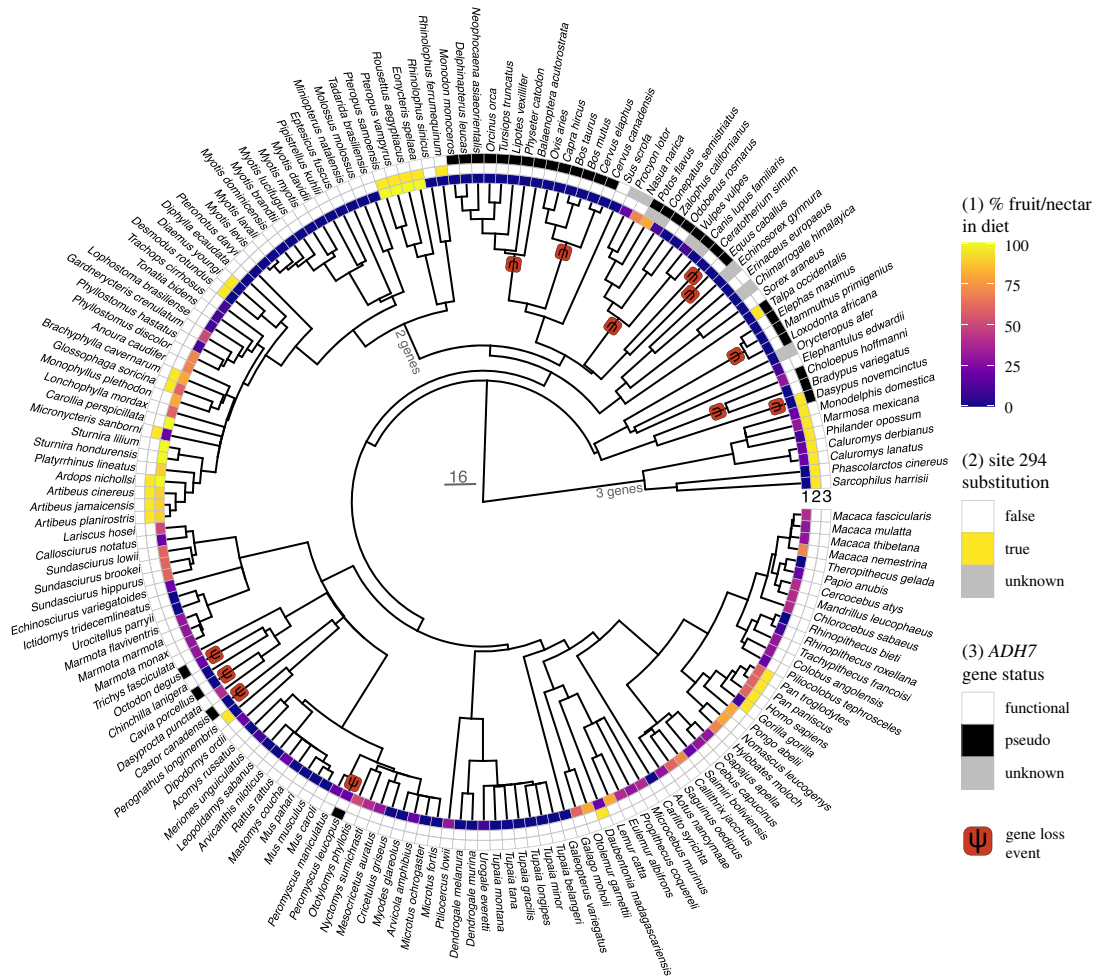 Macaca fascicularis
Macaca mulatta
Macaca thibetana
Macaca nemestrina
Theropithecus gelada
Papio anubis
Cercocebus atys
Mandrillus leucophaeus
Chlorocebus sabaeus
Rhinopithecus bieti
Rhinopithecus roxellana
Trachypithecus francoisi
Colobus angolensis
Piliocolobus tephrosceles
Pan troglodytes
Pan paniscus
Homo sapiens
Gorilla gorilla
Pongo abelii
Nomascus leucogenys
Hylobates moloch
Sapajus apella
Cebus capucinus
Saimiri boliviensis
Callithrix jacchus
Saguinus oedipus
Aotus nancymaae
Carlito syrichta
Microcebus murinus
Propithecus coquereli
Eulemur albifrons
Lemur catta
Daubentonia madagascariensis
Otolemur garnettii
Galago moholi
Galeopterus variegatus
Tupaia belangeri
Tupaia minor
Tupaia longipes
Tupaia gracilis
Tupaia tana
Tupaia montana
Urogale everetti
Dendrogale murina
Dendrogale melanura
Ptilocercus lowii
Microtus fortis
Microtus ochrogaster
Arvicola amphibius
Myodes glareolus
Cricetulus griseus
Mesocricetus auratus
Nyctomys sumichrasti
Ototylomys phyllotis
Peromyscus leucopus
Peromyscus maniculatus
Mus caroli
Mus musculus
Mus pahari
Mastomys coucha
Rattus rattus
Arvicanthis niloticus
Leopoldamys sabanus
Meriones unguiculatus
Acomys russatus
Dipodomys ordii
Perognathus longimembris
Castor canadensis
Dasyprocta punctata
Cavia porcellus
Chinchilla lanigera
Octodon degus
Trichys fasciculata
Marmota monax
Marmota marmota
Marmota flaviventris
Urocitellus parryii
Ictidomys tridecemlineatus
Echinosciurus variegatoides
Sundasciurus hippurus
Sundasciurus brookei
Sundasciurus lowii
Callosciurus notatus
Lariscus hosei
Artibeus planirostris
Artibeus jamaicensis
Artibeus cinereus
Ardops nichollsi
Platyrrhinus lineatus
Sturnira hondurensis
Sturnira lilium
Micronycteris sanborni
Carollia perspicillata
Lonchophylla mordax
Monophyllus plethodon
Glossophaga soricina
Brachyphylla cavernarum
Anoura caudifer
Phyllostomus discolor
Phyllostomus hastatus
Gardnerycteris crenulatum
Lophostoma brasiliense
Tonatia bidens
Trachops cirrhosus
Desmodus rotundus
Diaemus youngi
Diphylla ecaudata
Pteronotus davyi
Myotis levis
Myotis lavali
Myotis dominicensis
Myotis brandtii
Myotis lucifugus
Myotis myotis
Myotis davidii
Pipistrellus kuhlii
Eptesicus fuscus
Miniopterus natalensis
Molossus molossus
Tadarida brasiliensis
Pteropus samoensis
Pteropus vampyrus
Rousettus aegyptiacus
Eonycteris spelaea
Rhinolophus sinicus
Rhinolophus ferrumequinum
Monodon monoceros
Delphinapterus leucas
Neophocaena asiaeorientalis
Orcinus orca
Tursiops truncatus
Lipotes vexillifer
Physeter catodon
Balaenoptera acutorostrata
Ovis aries
Capra hircus
Bos taurus
Bos mutus
Cervus elaphus
Cervus canadensis
Sus scrofa
Procyon lotor
Nasua narica
Potos flavus
Conepatus semistriatus
Zalophus californianus
Odobenus rosmarus
Vulpes vulpes
Canis lupus familiaris
Ceratotherium simum
Equus caballus
Echinosorex gymnura
Erinaceus europaeus
Chimarrogale himalayica
Sorex araneus
Talpa occidentalis
Elephas maximus
Mammuthus primigenius
Loxodonta africana
Orycteropus afer
Elephantulus edwardii
Choloepus hoffmanni
Bradypus variegatus
Dasypus novemcinctus
Monodelphis domestica
Marmosa mexicana
Philander opossum
Caluromys derbianus
Caluromys lanatus
Phascolarctos cinereus
Sarcophilus harrisii
123
2 genes
3 genes
16
(1) % fruit/nectar
in diet
100
75
50
25
0
(2) site 294
substitution
false
true
unknown
(3) ADH7
gene status
functional
pseudo
unknown
ψ gene loss
event